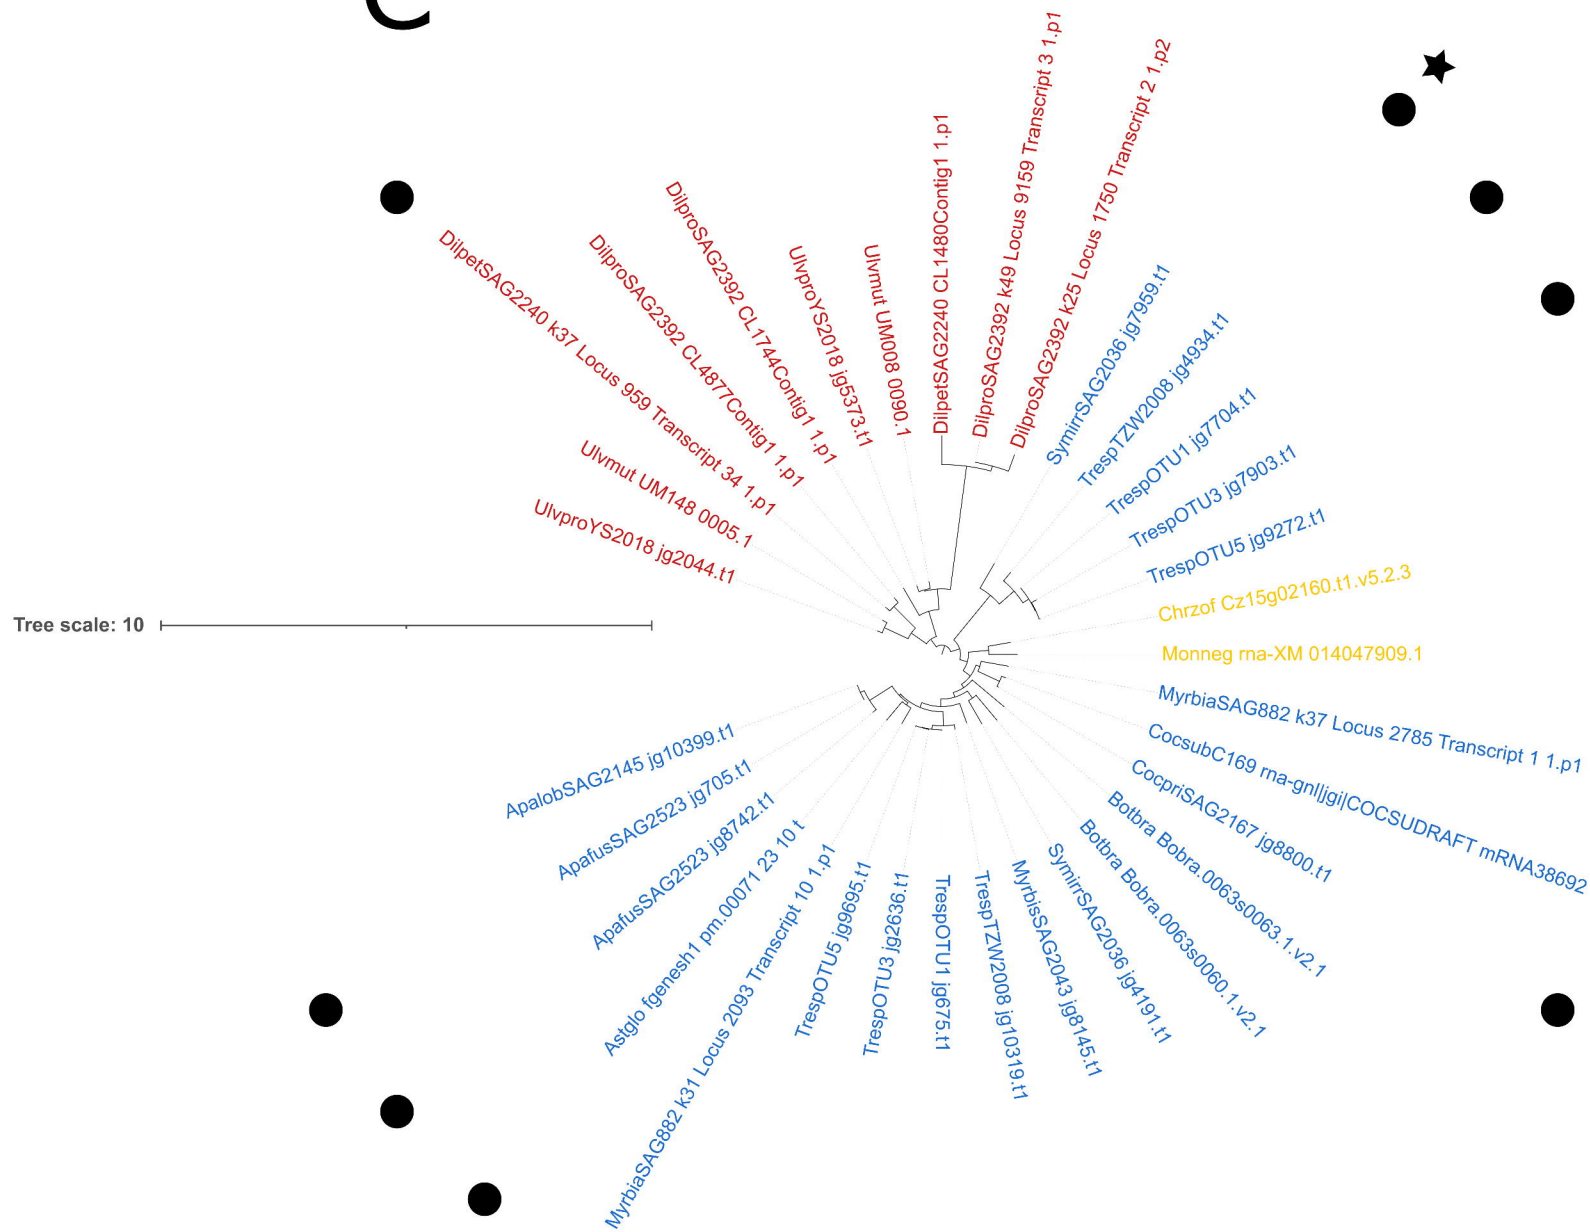 C
DilpetSAG2240 k37 Locus 959 Transcript 34 1.p1
DilproSAG2392 CL4877Contig1 1.p1
DilproSAG2392 CL1744Contig1 1.p1
UlvproYS2018 jg5373.t1
Ulvmut UM008 0090.1
DilpetSAG2240 CL1480Contig1 1.p1
DilproSAG2392 k49 Locus 9159 Transcript 3 1.p1
DilproSAG2392 k25 Locus 1750 Transcript 2 1.p2
SymirrSAG2036 jg7959.t1
TrespTZW2008 jg4934.t1
TrespOTU1 jg7704.t1
TrespOTU3 jg7903.t1
TrespOTU5 jg9272.t1
Chrzof Cz15g02160.t1.v5.2.3
Monneg rna-XM 014047909.1
MyrbiaSAG882 k37 Locus 2785 Transcript 1 1.p1
CocsubC169 rna-gnl|jgi|COCSUDRAFT mRNA38692
CocpriSAG2167 jg8800.t1
Botbra Bobra.0063s0063.1.v2.1
Botbra Bobra.0063s0060.1.v2.1
SymirrSAG2036 jg4191.t1
MyrbisSAG2043 jg8145.t1
TrespTZW2008 jg10319.t1
TrespOTU1 jg675.t1
TrespOTU3 jg2636.t1
TrespOTU5 jg9695.t1
MyrbiaSAG882 k31 Locus 2093 Transcript 10 1.p1
Astglo fgenesh1 pm.00071 23 10 t
ApafusSAG2523 jg8742.t1
ApafusSAG2523 jg705.t1
ApalobSAG2145 jg10399.t1
Tree scale: 10
UlvproYS2018 jg2044.t1
Ulvmut UM148 0005.1